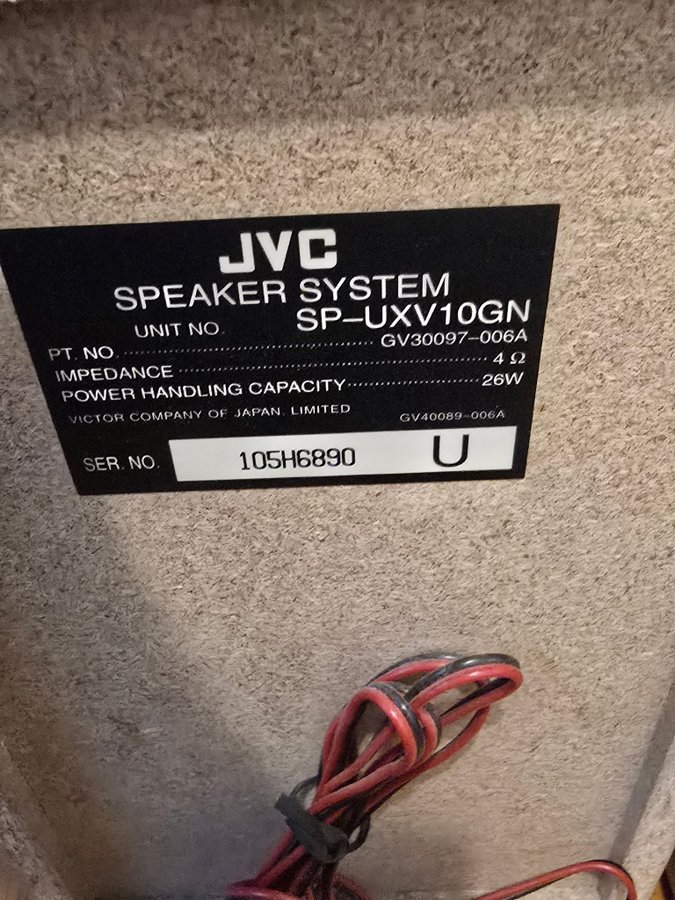 JVC
SPEAKER SYSTEM
UNIT NO. SP-UXV10GN
PT. NO. GV30097-006A
IMPEDANCE 4 Ω
POWER HANDLING CAPACITY 26W
VICTOR COMPANY OF JAPAN. LIMITED GV40089-006A
SER. NO. 105H6890 U